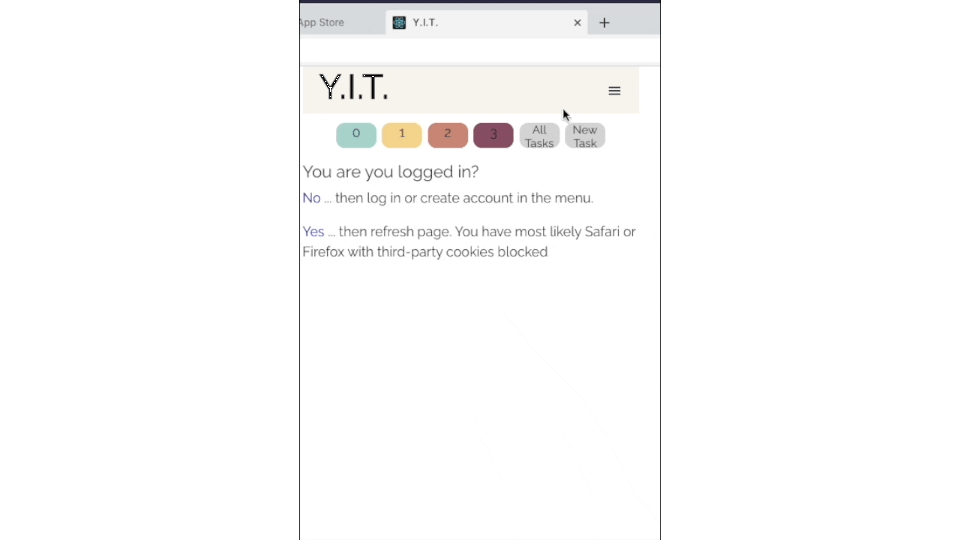 App Store
Y.I.T.
Y.I.T.
0 1 2 3 All Tasks New Task
You are you logged in?
No ... then log in or create account in the menu.
Yes ... then refresh page. You have most likely Safari or
Firefox with third-party cookies blocked